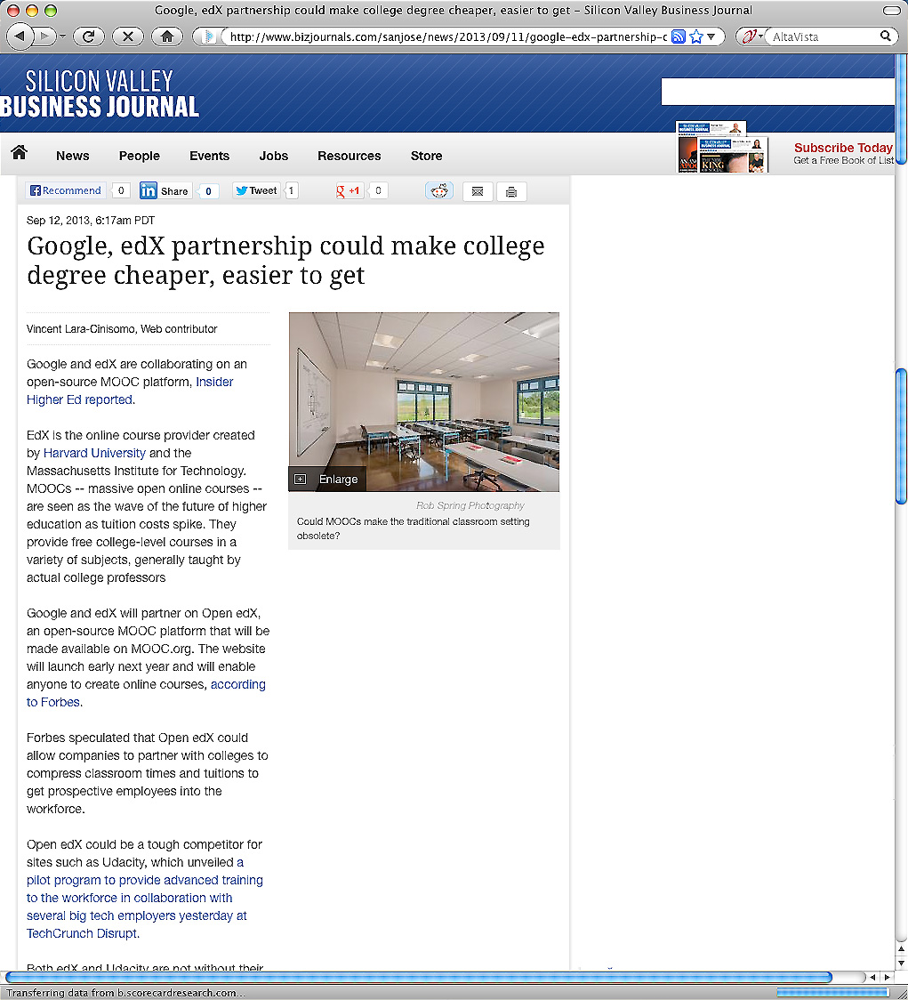 Google, edX partnership could make college degree cheaper, easier to get – Silicon Valley Business Journal
http://www.bizjournals.com/sanjose/news/2013/09/11/google-edx-partnership-c
AltaVista
SILICON VALLEY
BUSINESS JOURNAL
News People Events Jobs Resources Store
Subscribe Today
Get a Free Book of List
Recommend 0 in Share 0 Tweet 1 g +1 0
Sep 12, 2013, 6:17am PDT
Google, edX partnership could make college
degree cheaper, easier to get
Vincent Lara-Cinisomo, Web contributor
Google and edX are collaborating on an
open-source MOOC platform, Insider
Higher Ed reported.
EdX is the online course provider created
by Harvard University and the
Massachusetts Institute for Technology.
MOOCs -- massive open online courses --
are seen as the wave of the future of higher
education as tuition costs spike. They
provide free college-level courses in a
variety of subjects, generally taught by
actual college professors
Google and edX will partner on Open edX,
an open-source MOOC platform that will be
made available on MOOC.org. The website
will launch early next year and will enable
anyone to create online courses, according
to Forbes.
Forbes speculated that Open edX could
allow companies to partner with colleges to
compress classroom times and tuitions to
get prospective employees into the
workforce.
Open edX could be a tough competitor for
sites such as Udacity, which unveiled a
pilot program to provide advanced training
to the workforce in collaboration with
several big tech employers yesterday at
TechCrunch Disrupt.
Both edX and Udacity are not without their
Enlarge
Rob Spring Photography
Could MOOCs make the traditional classroom setting
obsolete?
Transferring data from b.scorecardresearch.com...